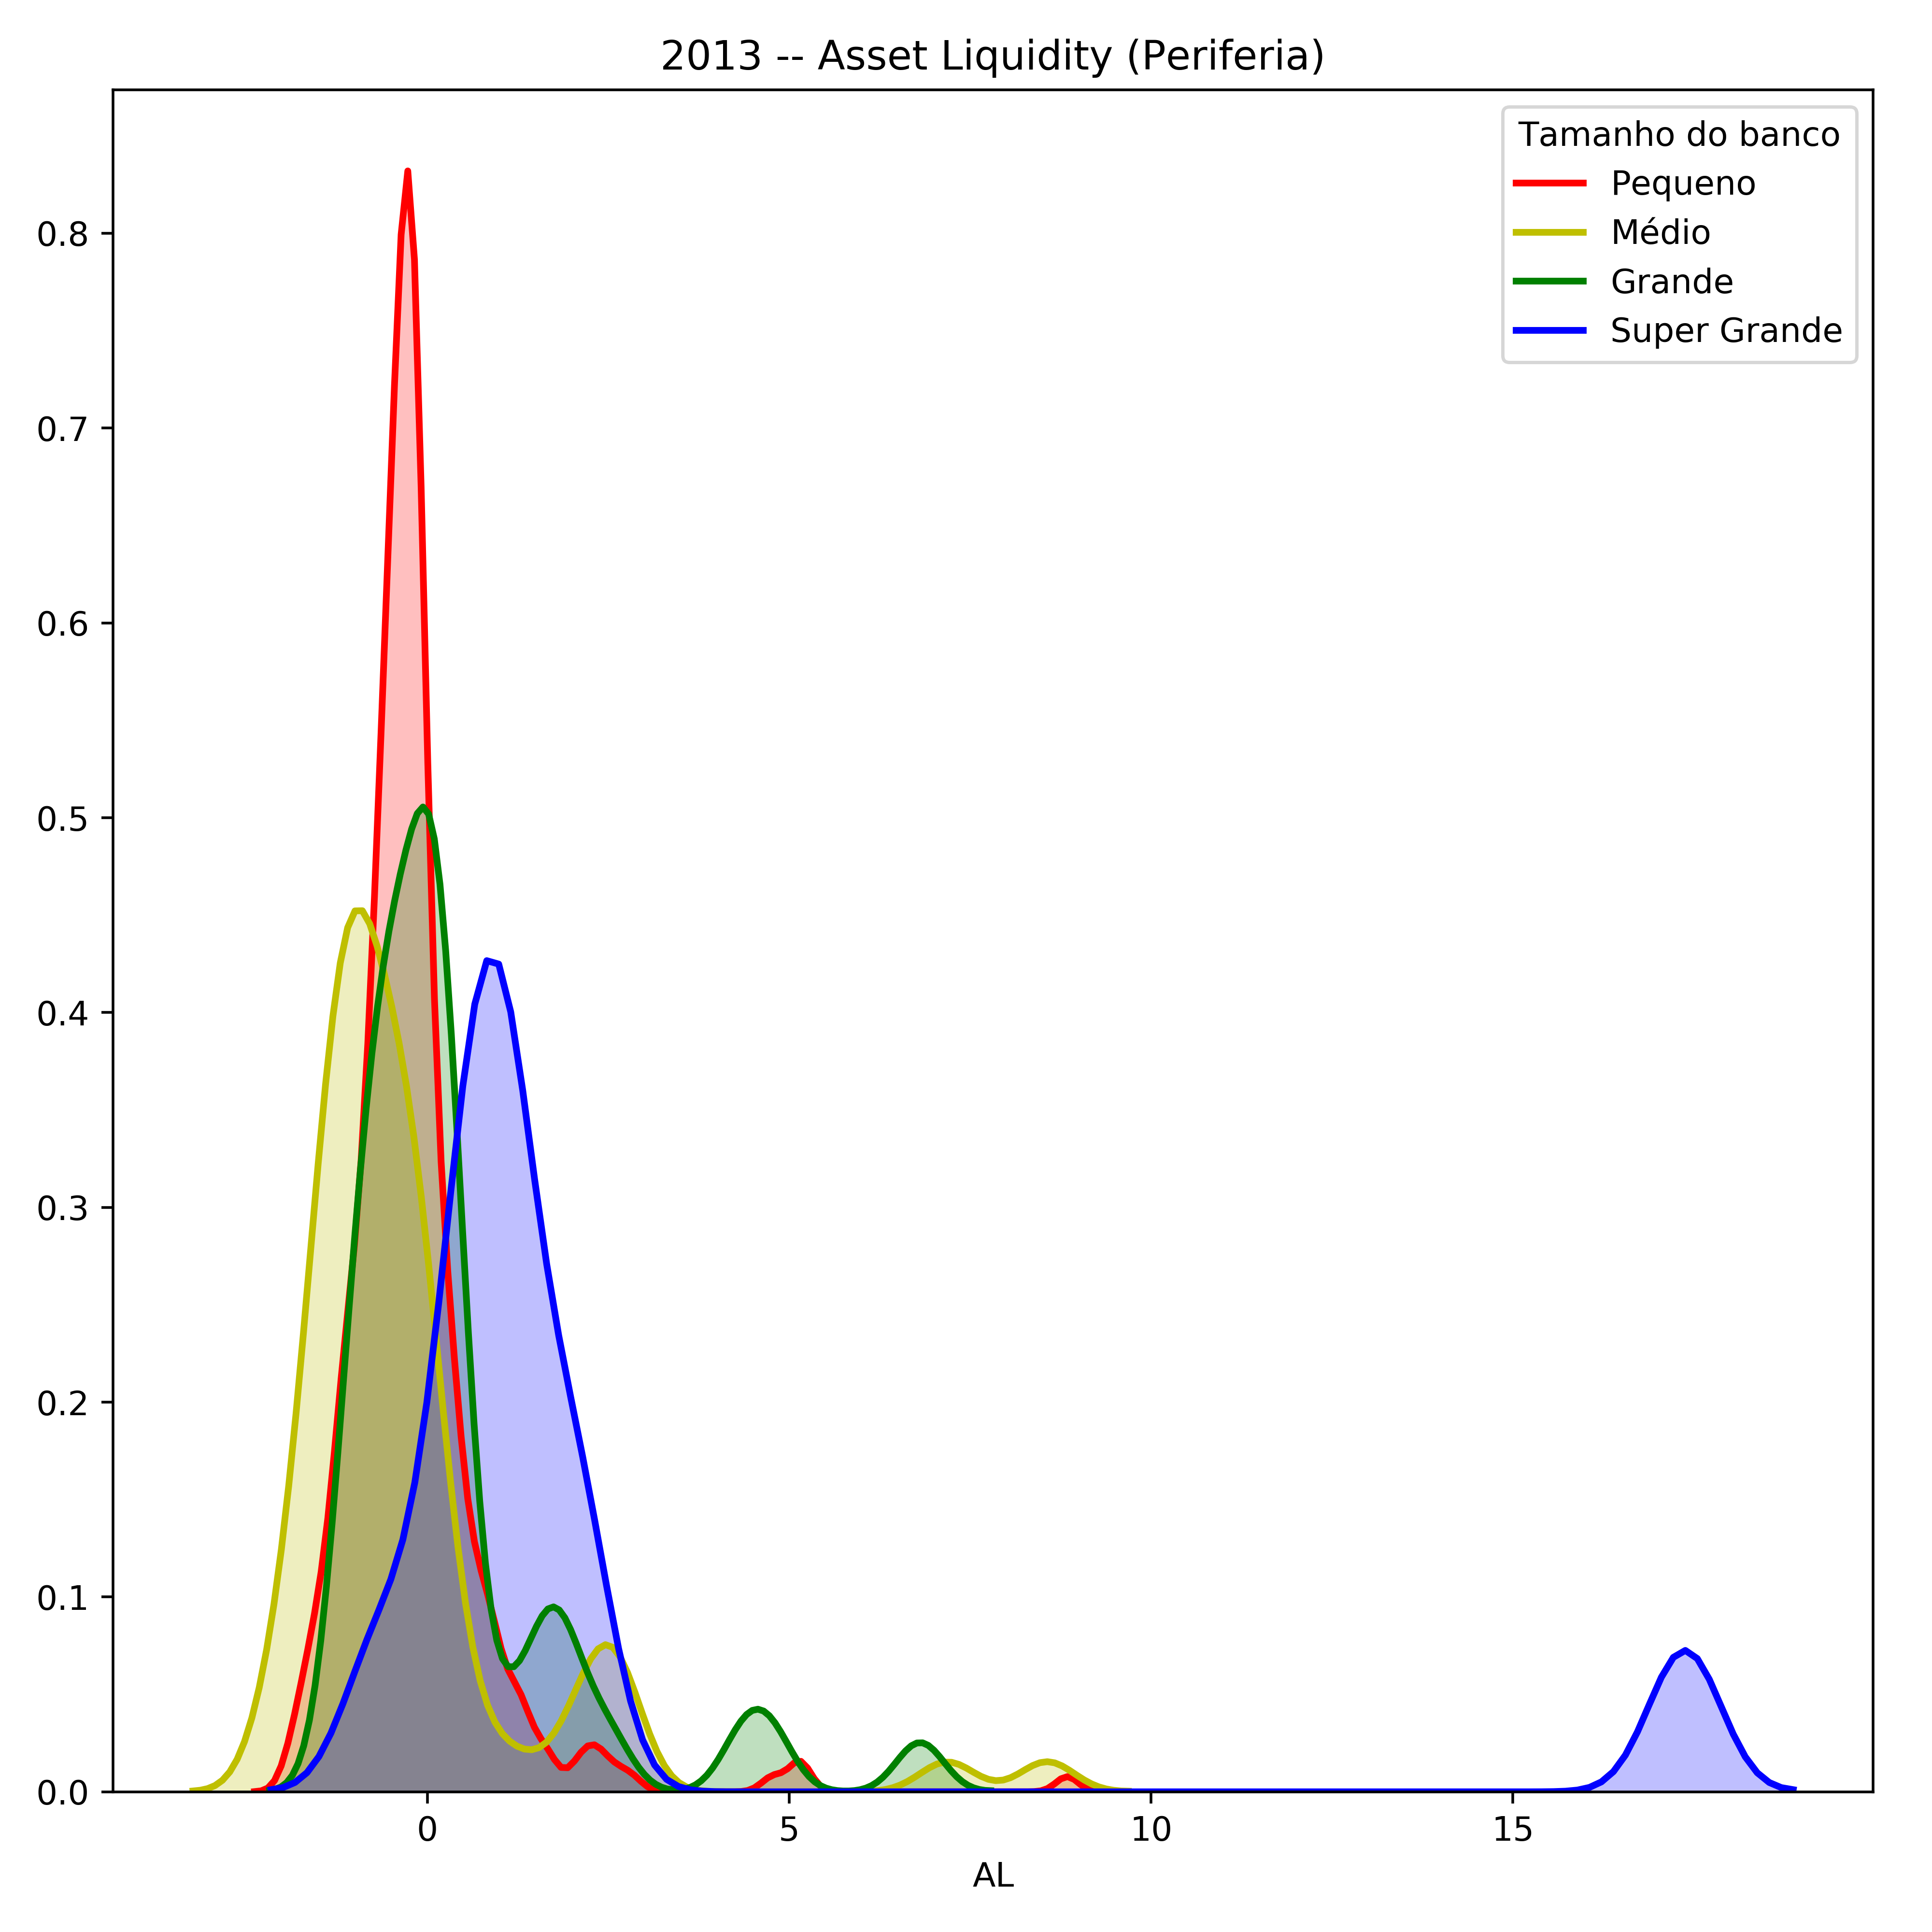 2013 -- Asset Liquidity (Periferia)
Tamanho do banco
Pequeno
Médio
Grande
Super Grande
0.8
0.7
0.6
0.5
0.4
0.3
0.2
0.1
0.0
0 5 10 15
AL